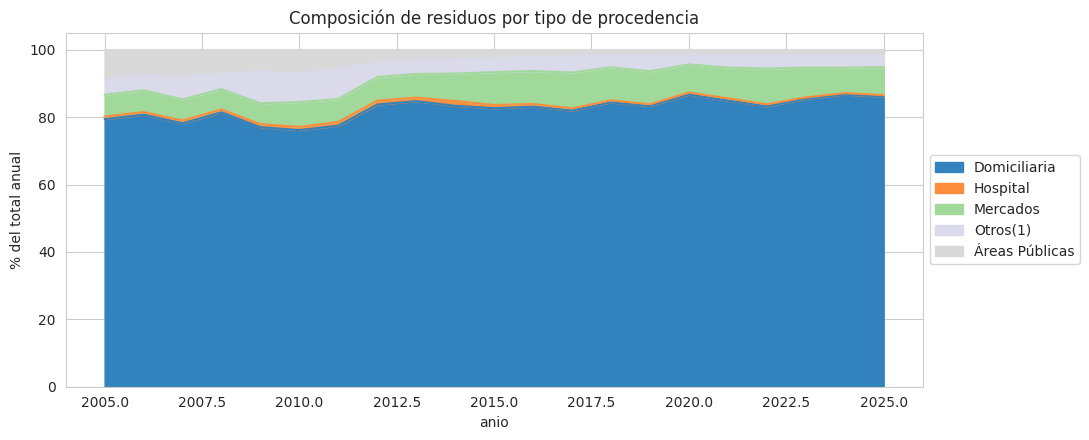 Composición de residuos por tipo de procedencia
% del total anual
100
80
60
40
20
0
2005.0 2007.5 2010.0 2012.5 2015.0 2017.5 2020.0 2022.5 2025.0
anio
Domiciliaria
Hospital
Mercados
Otros(1)
Áreas Públicas